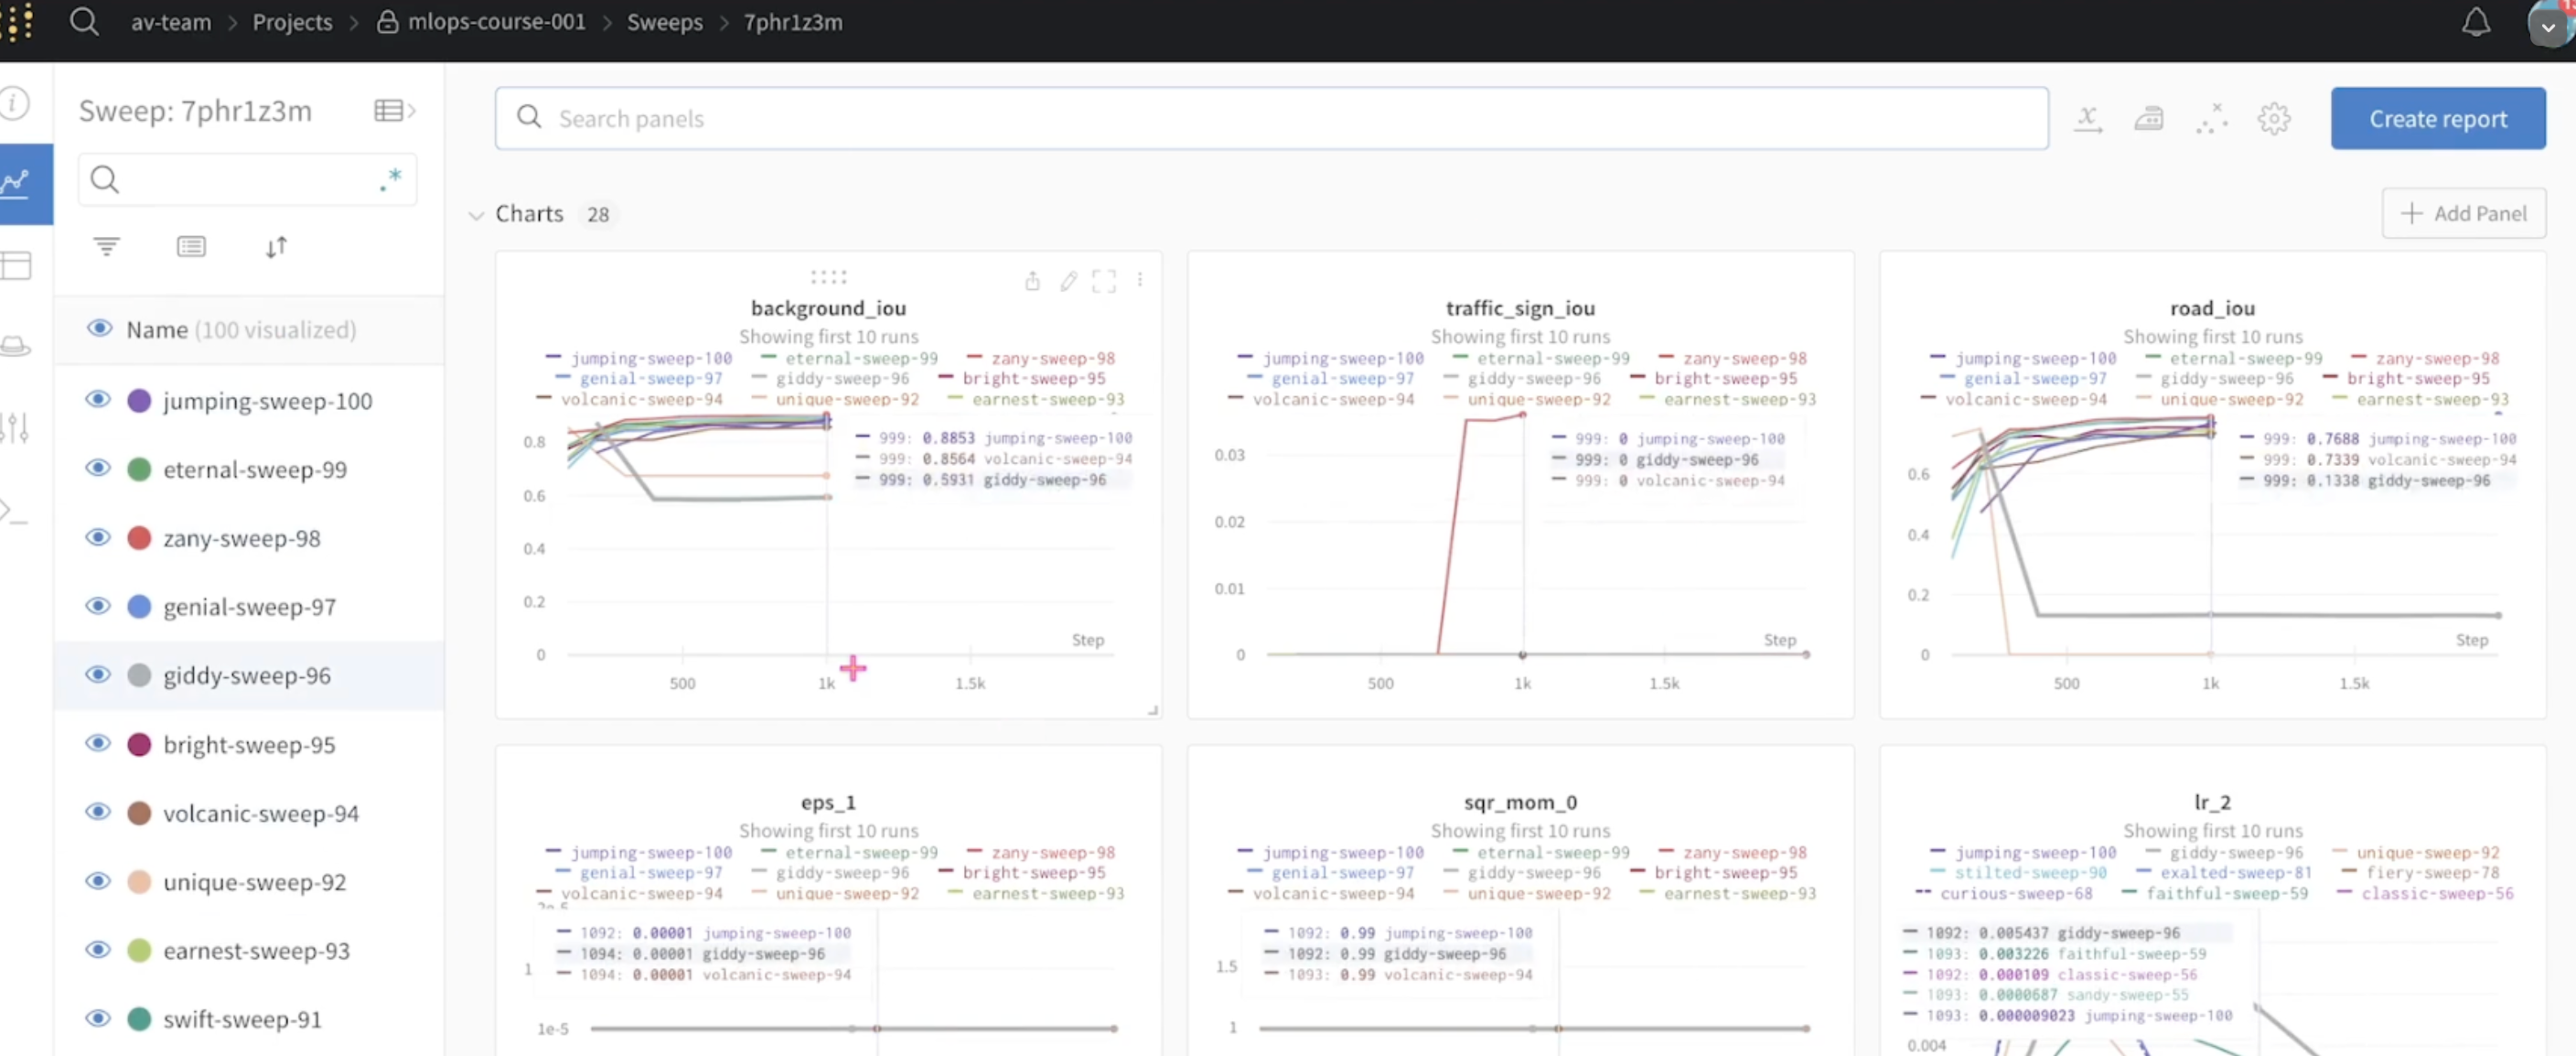 av-team > Projects > mlops-course-001 > Sweeps > 7phr1z3m
Sweep: 7phr1z3m
.*
Name (100 visualized)
jumping-sweep-100
eternal-sweep-99
zany-sweep-98
genial-sweep-97
giddy-sweep-96
bright-sweep-95
volcanic-sweep-94
unique-sweep-92
earnest-sweep-93
swift-sweep-91
Search panels
Create report
Charts 28
Add Panel
background_iou
Showing first 10 runs
jumping-sweep-100 eternal-sweep-99 zany-sweep-98
genial-sweep-97 giddy-sweep-96 bright-sweep-95
volcanic-sweep-94 unique-sweep-92 earnest-sweep-93
999: 0.8853 jumping-sweep-100
999: 0.8564 volcanic-sweep-94
999: 0.5931 giddy-sweep-96
0.8
0.6
0.4
0.2
0
Step
500 1k 1.5k
traffic_sign_iou
Showing first 10 runs
jumping-sweep-100 eternal-sweep-99 zany-sweep-98
genial-sweep-97 giddy-sweep-96 bright-sweep-95
volcanic-sweep-94 unique-sweep-92 earnest-sweep-93
999: 0 jumping-sweep-100
999: 0 giddy-sweep-96
999: 0 volcanic-sweep-94
0.03
0.02
0.01
0
Step
500 1k 1.5k
road_iou
Showing first 10 runs
jumping-sweep-100 eternal-sweep-99 zany-sweep-98
genial-sweep-97 giddy-sweep-96 bright-sweep-95
volcanic-sweep-94 unique-sweep-92 earnest-sweep-93
999: 0.7688 jumping-sweep-100
999: 0.7339 volcanic-sweep-94
999: 0.1338 giddy-sweep-96
0.6
0.4
0.2
0
Step
500 1k 1.5k
eps_1
Showing first 10 runs
jumping-sweep-100 eternal-sweep-99 zany-sweep-98
genial-sweep-97 giddy-sweep-96 bright-sweep-95
volcanic-sweep-94 unique-sweep-92 earnest-sweep-93
1092: 0.00001 jumping-sweep-100
1094: 0.00001 giddy-sweep-96
1094: 0.00001 volcanic-sweep-94
1
1e-5
sqr_mom_0
Showing first 10 runs
jumping-sweep-100 eternal-sweep-99 zany-sweep-98
genial-sweep-97 giddy-sweep-96 bright-sweep-95
volcanic-sweep-94 unique-sweep-92 earnest-sweep-93
1092: 0.99 jumping-sweep-100
1092: 0.99 giddy-sweep-96
1093: 0.99 volcanic-sweep-94
1.5
1
lr_2
Showing first 10 runs
jumping-sweep-100 giddy-sweep-96 unique-sweep-92
stilted-sweep-90 exalted-sweep-81 fiery-sweep-78
curious-sweep-68 faithful-sweep-59 classic-sweep-56
1092: 0.005437 giddy-sweep-96
1093: 0.003226 faithful-sweep-59
1092: 0.000109 classic-sweep-56
1093: 0.0000687 sandy-sweep-55
1093: 0.000009023 jumping-sweep-100
0.004